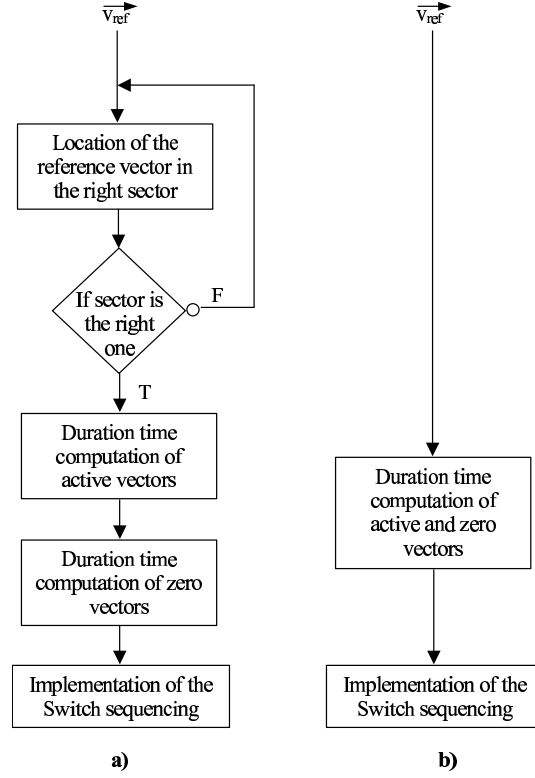 v_ref
Location of the
reference vector in
the right sector
If sector is
the right
one
F
T
Duration time
computation of
active vectors
Duration time
computation of zero
vectors
Implementation of the
Switch sequencing
a)
v_ref
Duration time
computation of
active and zero
vectors
Implementation of the
Switch sequencing
b)